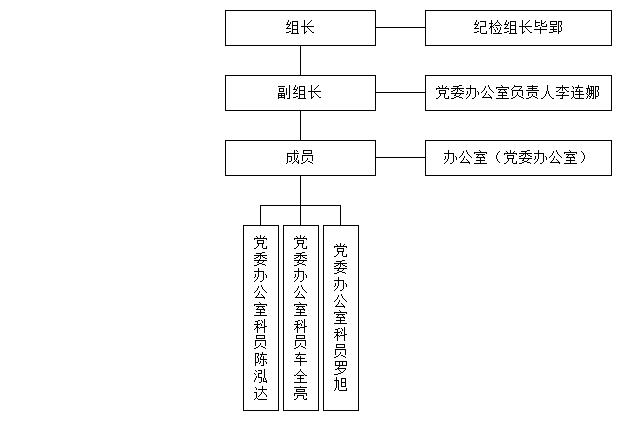 组长
纪检组长毕郢
副组长
党委办公室负责人李连娜
成员
办公室（党委办公室）
党委办公室科员陈泓达
党委办公室科员车全亮
党委办公室科员罗旭